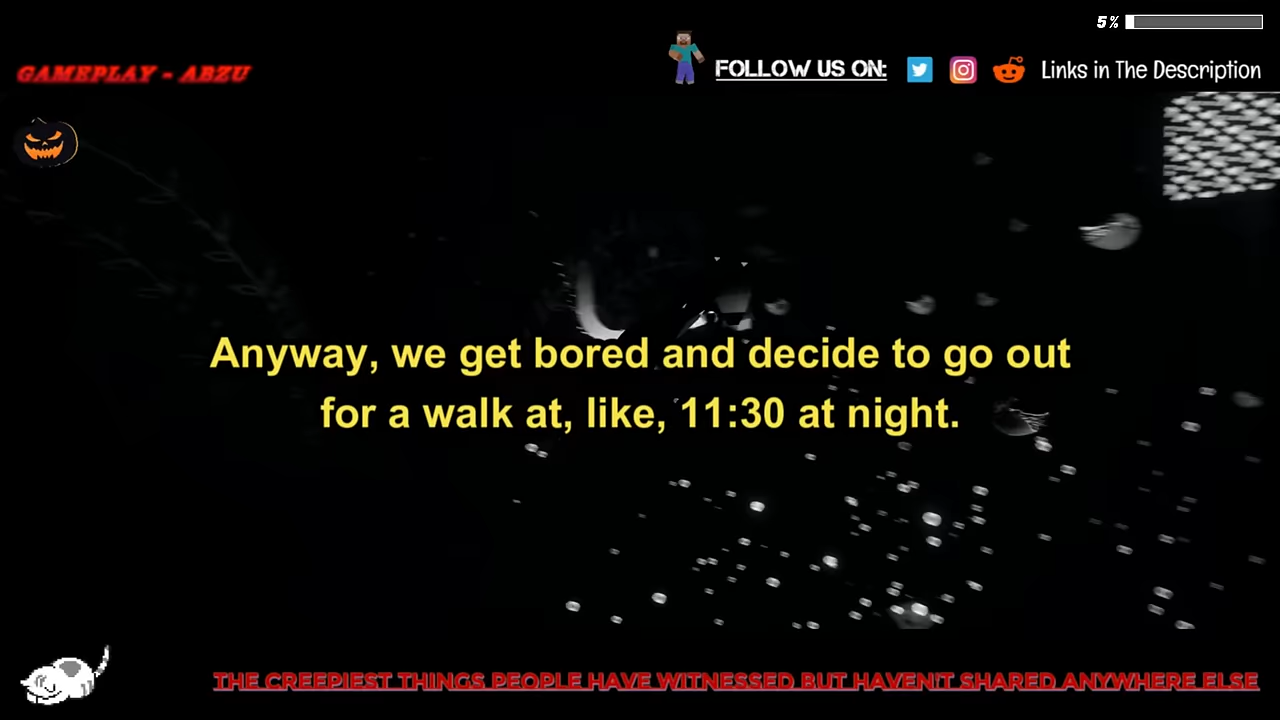 5%
GAMEPLAY - ABZU
FOLLOW US ON:
Links in The Description
Anyway, we get bored and decide to go out
for a walk at, like, 11:30 at night.
THE CREEPIEST THINGS PEOPLE HAVE WITNESSED BUT HAVEN'T SHARED ANYWHERE ELSE